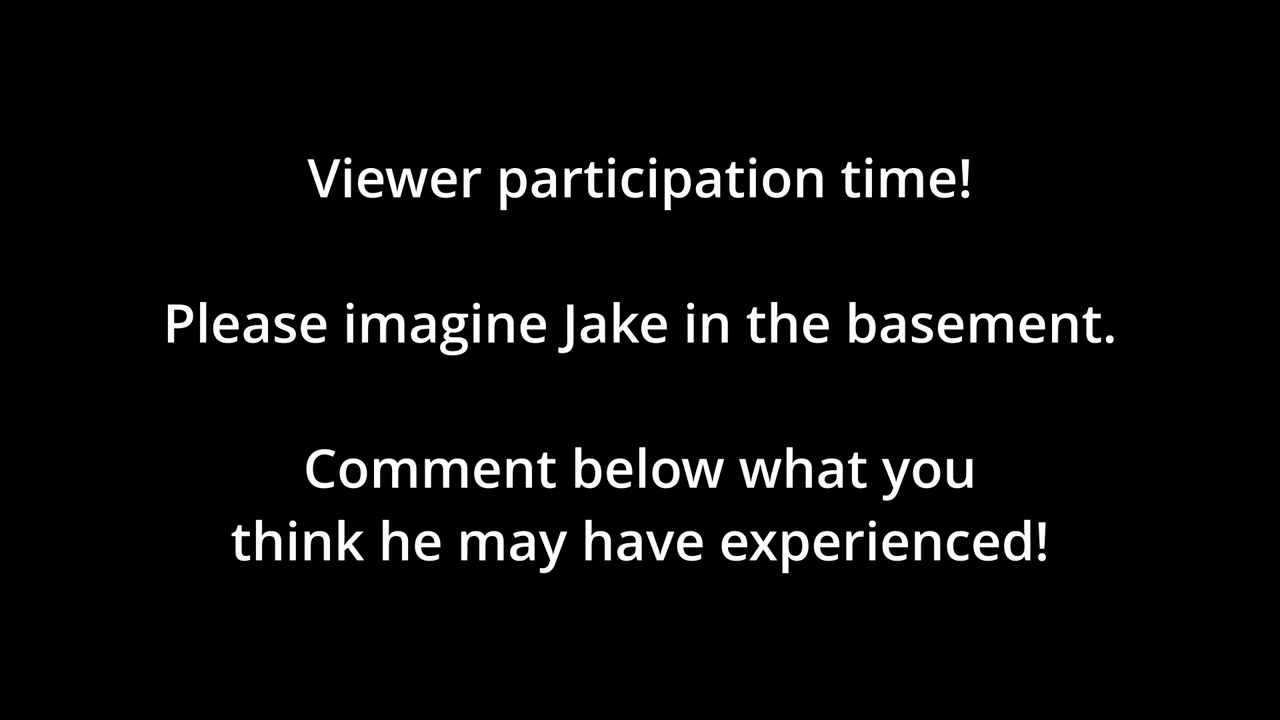 Viewer participation time!
Please imagine Jake in the basement.
Comment below what you
think he may have experienced!